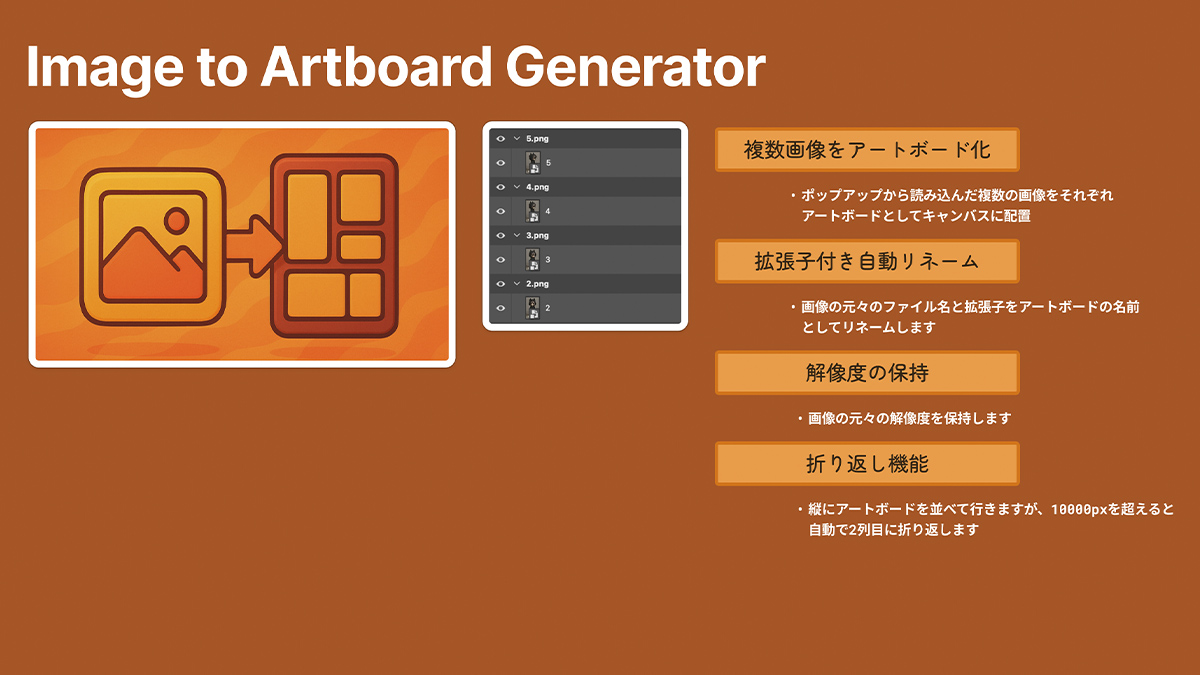 Image to Artboard Generator
5.png
5
4.png
4
3.png
3
2.png
2
複数画像をアートボード化
・ポップアップから読み込んだ複数の画像をそれぞれ
アートボードとしてキャンバスに配置
拡張子付き自動リネーム
・画像の元々のファイル名と拡張子をアートボードの名前
としてリネームします
解像度の保持
・画像の元々の解像度を保持します
折り返し機能
・縦にアートボードを並べて行きますが、10000pxを超えると
自動で2列目に折り返します